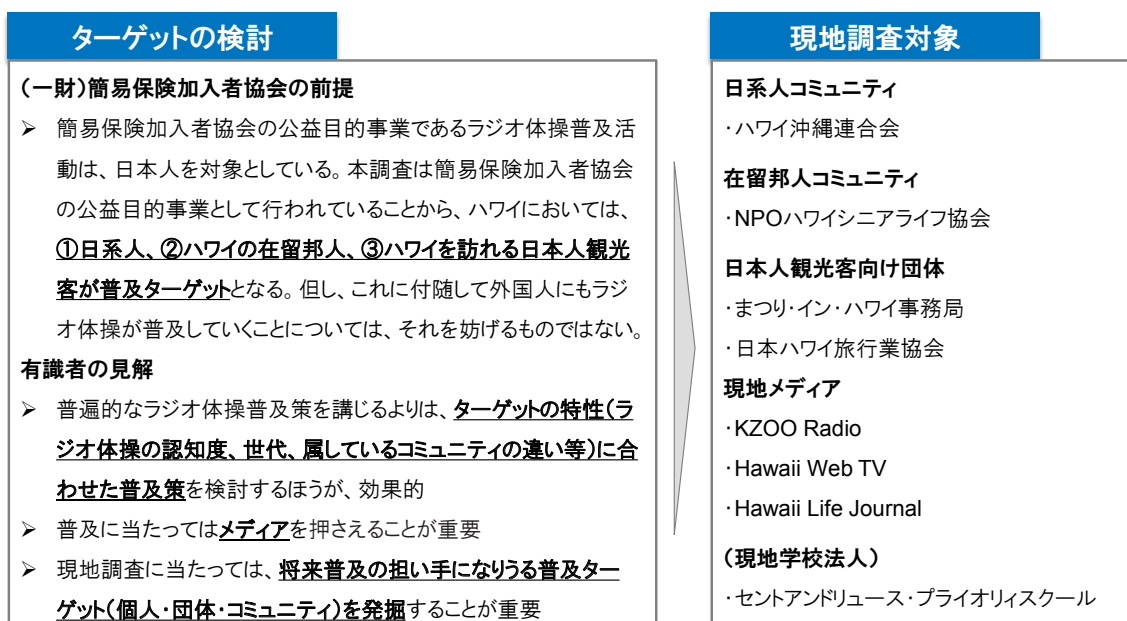 ターゲットの検討
(一財)簡易保険加入者協会の前提
➢ 簡易保険加入者協会の公益目的事業であるラジオ体操普及活
動は、日本人を対象としている。本調査は簡易保険加入者協会
の公益目的事業として行われていることから、ハワイにおいては、
①日系人、②ハワイの在留邦人、③ハワイを訪れる日本人観光
客が普及ターゲットとなる。但し、これに付随して外国人にもラジ
オ体操が普及していくことについては、それを妨げるものではない。
有識者の見解
➢ 普遍的なラジオ体操普及策を講じるよりは、ターゲットの特性(ラ
ジオ体操の認知度、世代、属しているコミュニティの違い等)に合
わせた普及策を検討するほうが、効果的
➢ 普及に当たってはメディアを押さえることが重要
➢ 現地調査に当たっては、将来普及の担い手になりうる普及ター
ゲット(個人・団体・コミュニティ)を発掘することが重要
現地調査対象
日系人コミュニティ
・ハワイ沖縄連合会
在留邦人コミュニティ
・NPOハワイシニアライフ協会
日本人観光客向け団体
・まつり・イン・ハワイ事務局
・日本ハワイ旅行業協会
現地メディア
・KZOO Radio
・Hawaii Web TV
・Hawaii Life Journal
(現地学校法人)
・セントアンドリュース・プライオリィスクール